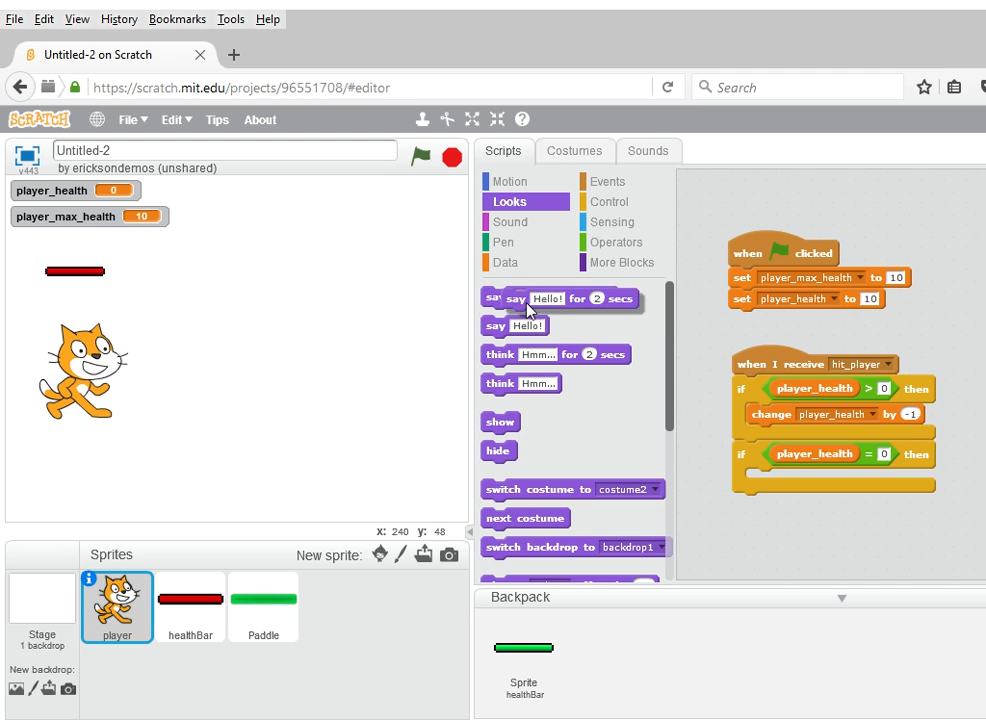 File Edit View History Bookmarks Tools Help
Untitled-2 on Scratch
https://scratch.mit.edu/projects/96551708/#editor
Search
SCRATCH File Edit Tips About
v443
Untitled-2
by ericksondemos (unshared)
player_health 0
player_max_health 10
x: 240 y: 48
Sprites New sprite:
Stage
1 backdrop
New backdrop:
player
healthBar
Paddle
Scripts Costumes Sounds
Motion Events
Looks Control
Sound Sensing
Pen Operators
Data More Blocks
say say Hello! for 2 secs
say Hello!
think Hmm... for 2 secs
think Hmm...
show
hide
switch costume to costume2
next costume
switch backdrop to backdrop1
when clicked
set player_max_health to 10
set player_health to 10
when I receive hit_player
if player_health > 0 then
change player_health by -1
if player_health = 0 then
Backpack
Sprite
healthBar